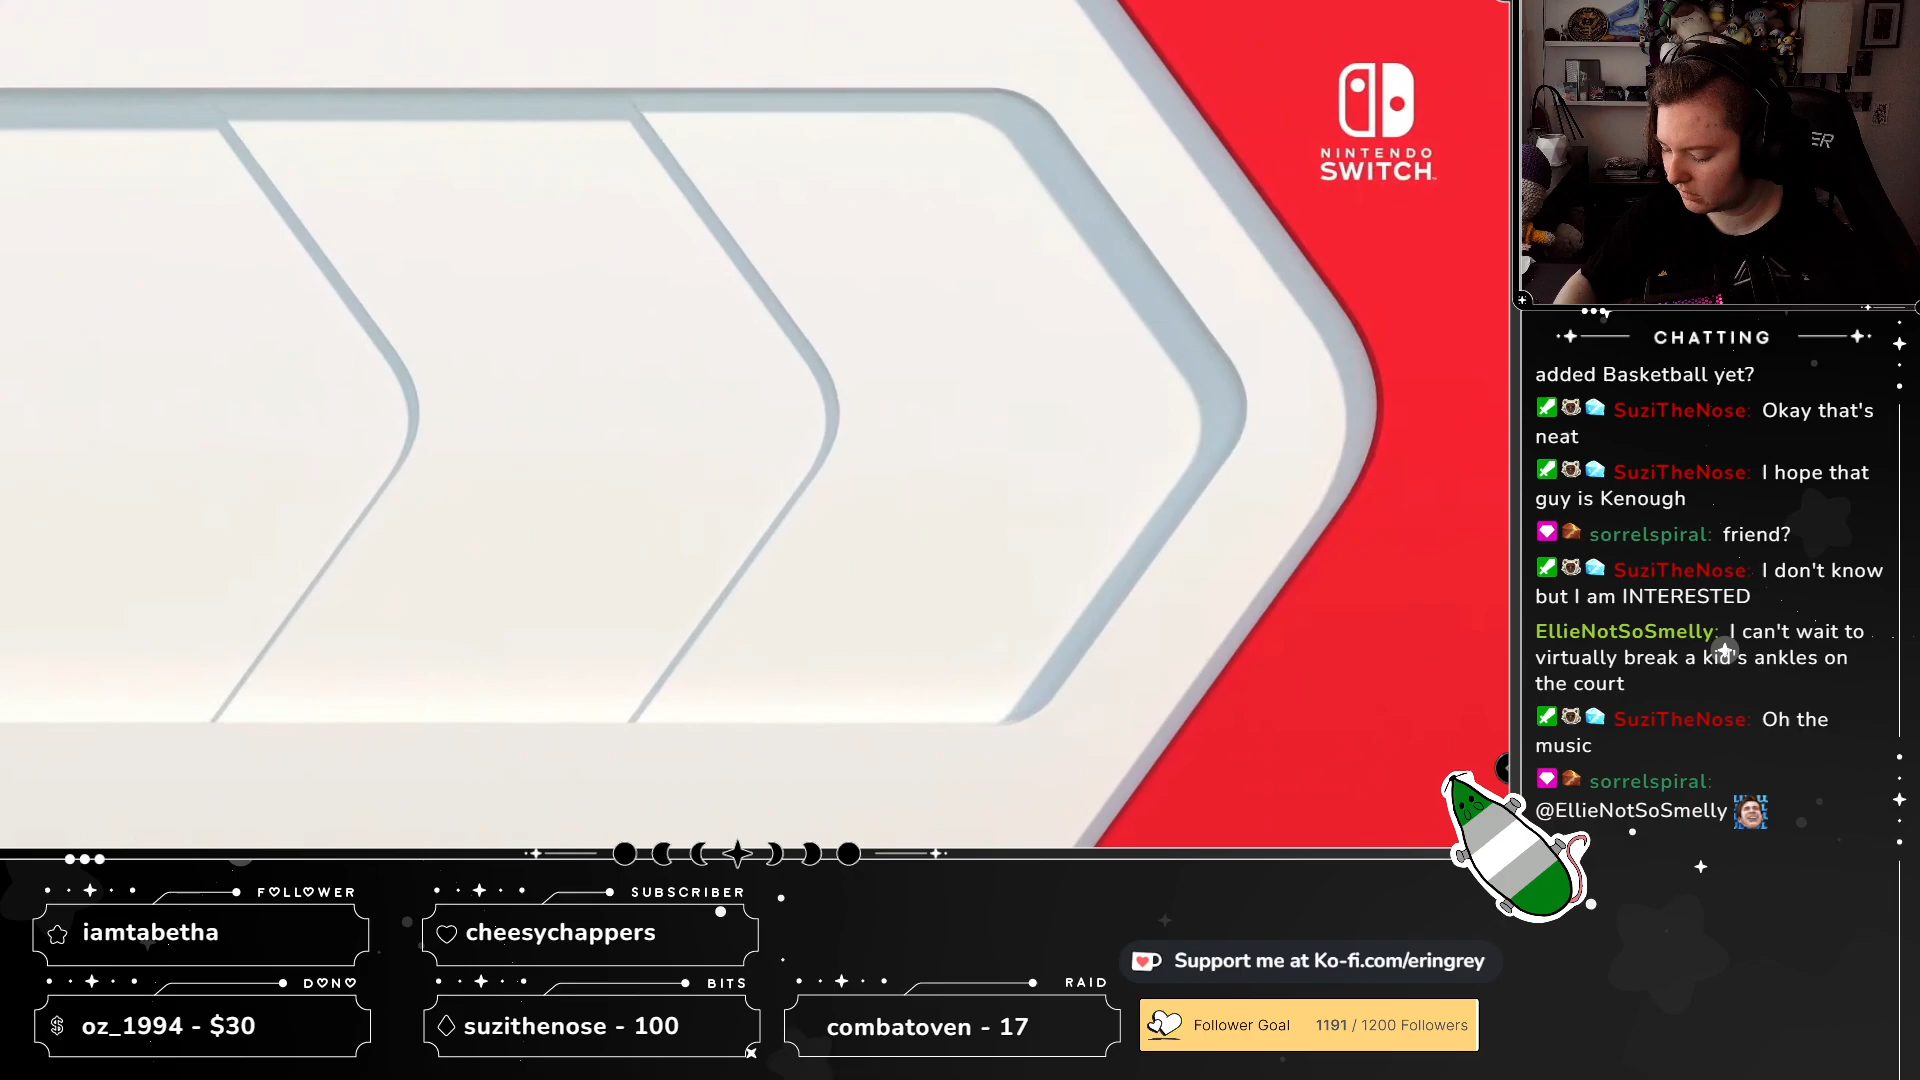 NINTENDO
SWITCH
ER
CHATTING
added Basketball yet?
SuziTheNose: Okay that's
neat
SuziTheNose: I hope that
guy is Kenough
sorrelspiral: friend?
SuziTheNose: I don't know
but I am INTERESTED
EllieNotSoSmelly: I can't wait to
virtually break a kid's ankles on
the court
SuziTheNose: Oh the
music
sorrelspiral:
@EllieNotSoSmelly
FOLLOWER
iamtabetha
SUBSCRIBER
cheesychappers
DONO
oz_1994 - $30
BITS
suzithenose - 100
RAID
combatoven - 17
Support me at Ko-fi.com/eringrey
Follower Goal 1191 / 1200 Followers